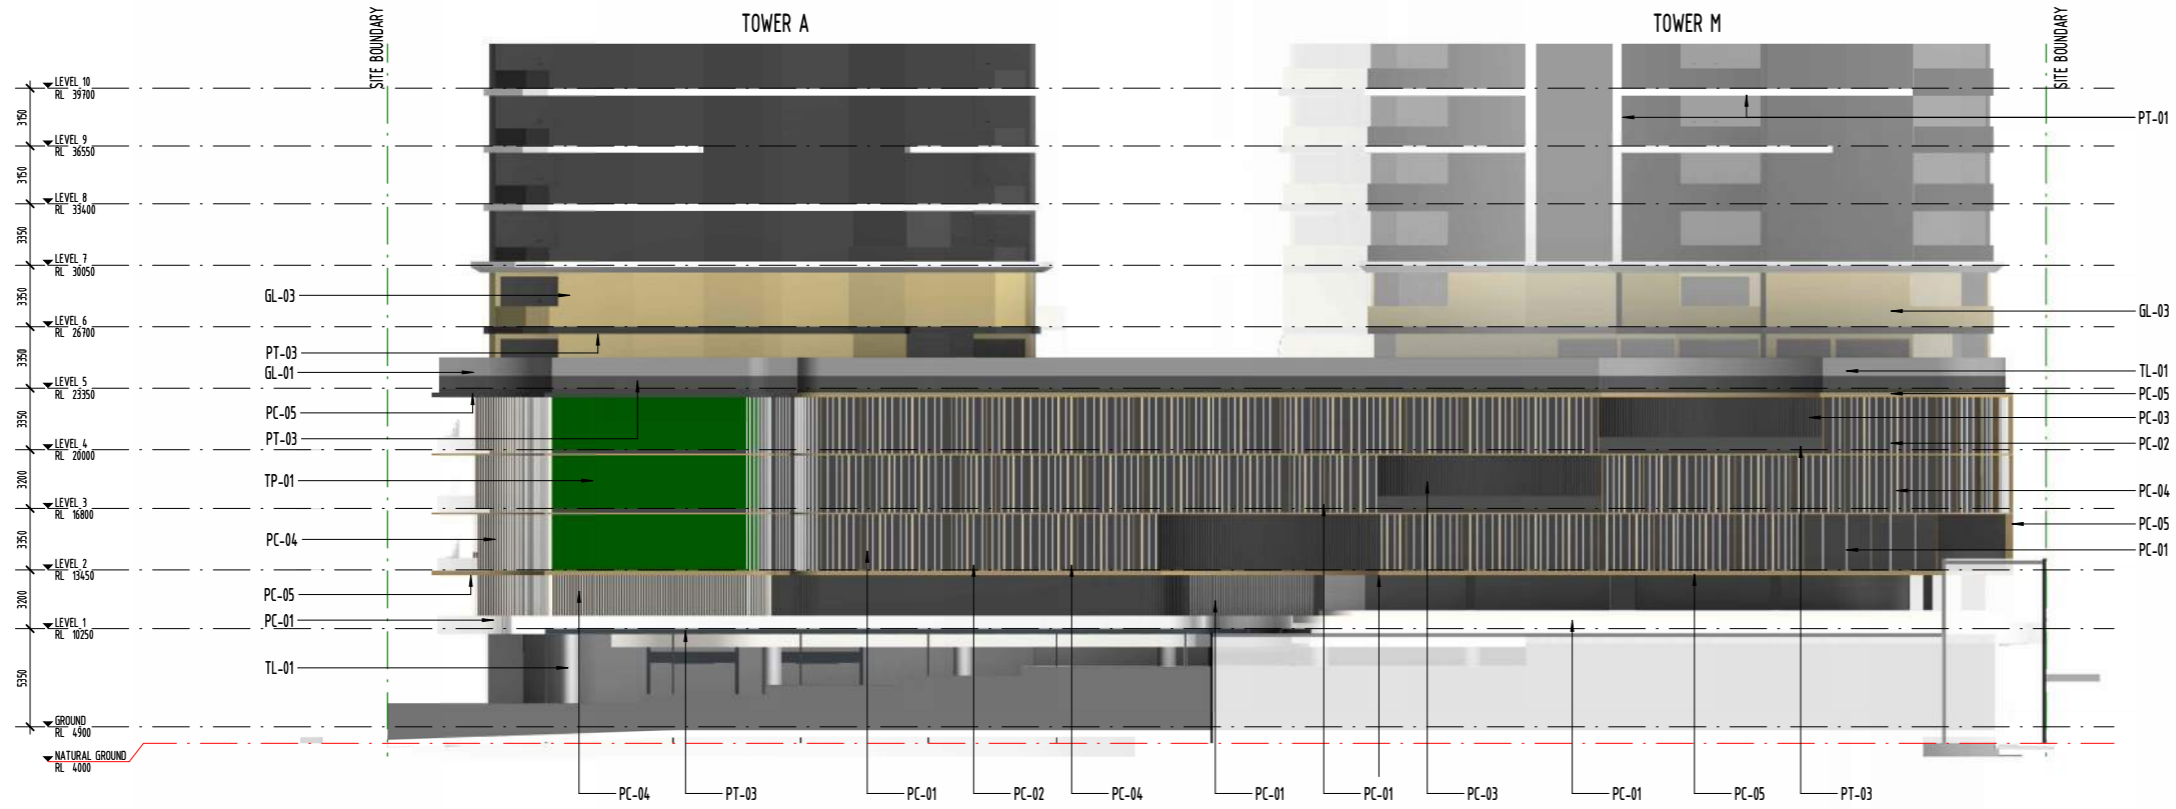 TOWER A
TOWER M
SITE BOUNDARY
SITE BOUNDARY
LEVEL 10
RL 39700
3150
PT-01
LEVEL 9
RL 36550
3150
LEVEL 8
RL 33400
3350
LEVEL 7
RL 30050
3350
GL-03
GL-03
LEVEL 6
RL 26700
3350
PT-03
GL-01
TL-01
LEVEL 5
RL 23350
PC-05
3350
PC-05
PC-03
PT-03
PC-02
LEVEL 4
RL 20000
3200
TP-01
PC-04
LEVEL 3
RL 16800
3350
PC-05
PC-04
PC-01
LEVEL 2
RL 13450
3200
PC-05
PC-01
LEVEL 1
RL 10250
5350
TL-01
GROUND
RL 4900
NATURAL GROUND
RL 4000
PC-04
PT-03
PC-01
PC-02
PC-04
PC-01
PC-01
PC-03
PC-01
PC-05
PT-03